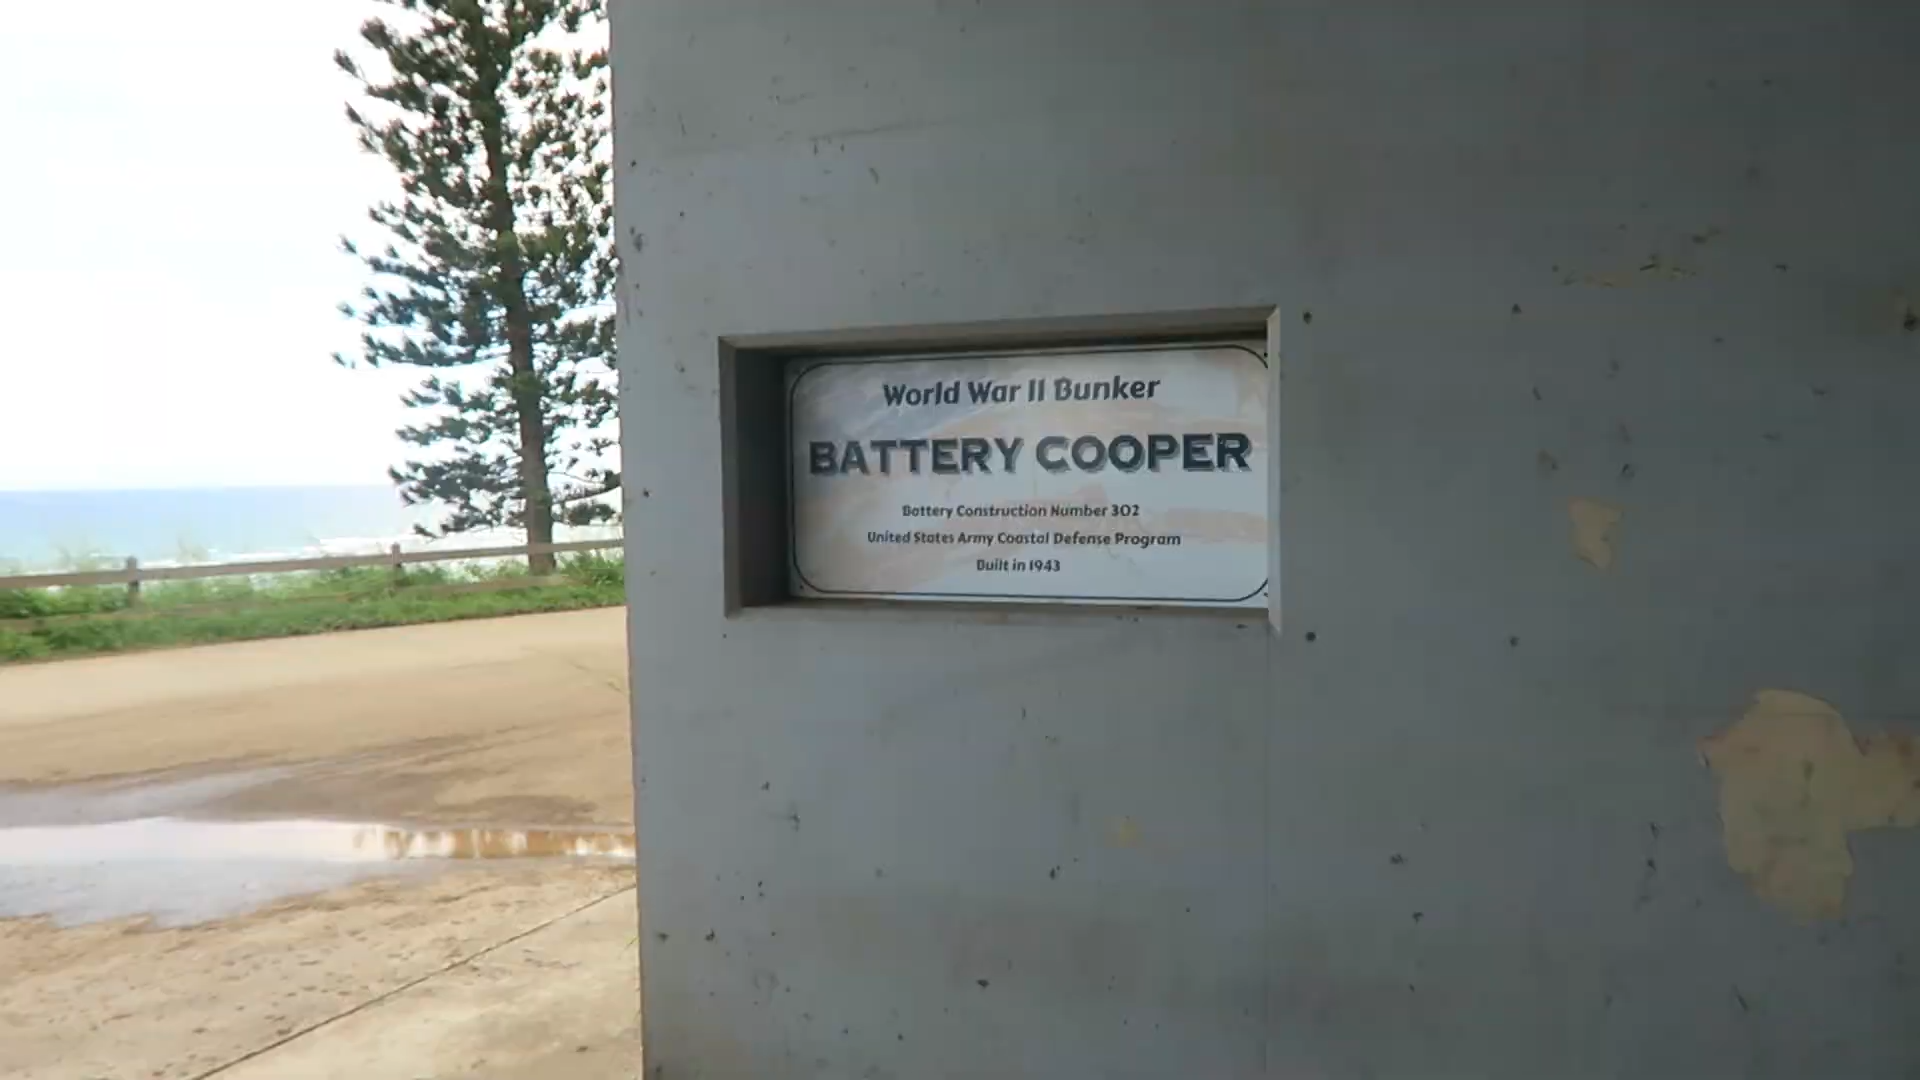 World War II Bunker
BATTERY COOPER
Battery Construction Number 302
United States Army Coastal Defense Program
Built in 1943